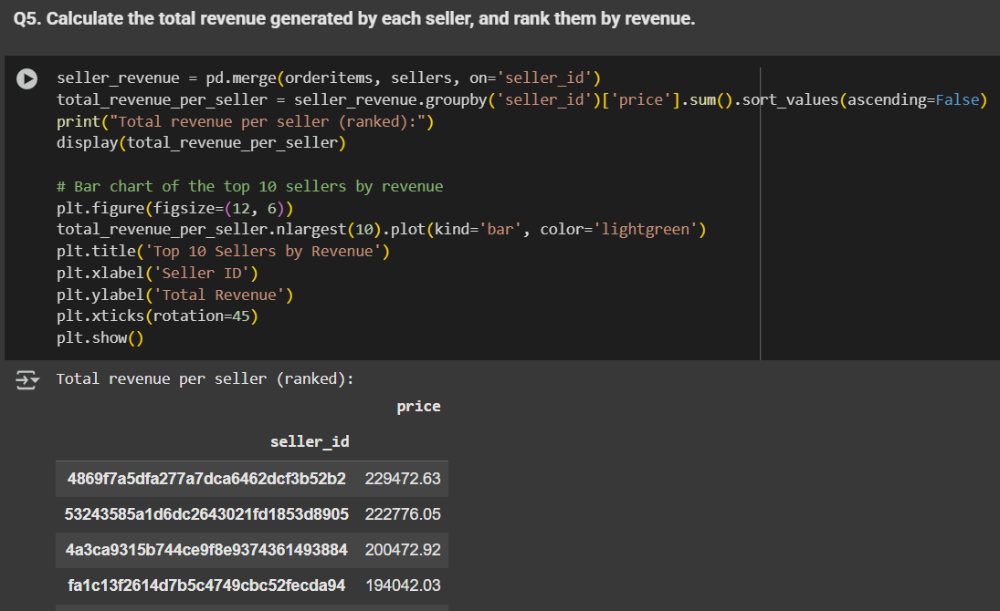 Q5. Calculate the total revenue generated by each seller, and rank them by revenue.
seller_revenue = pd.merge(orderitems, sellers, on='seller_id')
total_revenue_per_seller = seller_revenue.groupby('seller_id')['price'].sum().sort_values(ascending=False)
print("Total revenue per seller (ranked):")
display(total_revenue_per_seller)
# Bar chart of the top 10 sellers by revenue
plt.figure(figsize=(12, 6))
total_revenue_per_seller.nlargest(10).plot(kind='bar', color='lightgreen')
plt.title('Top 10 Sellers by Revenue')
plt.xlabel('Seller ID')
plt.ylabel('Total Revenue')
plt.xticks(rotation=45)
plt.show()
Total revenue per seller (ranked):
price
seller_id
4869f7a5dfa277a7dca6462dcf3b52b2 229472.63
53243585a1d6dc2643021fd1853d8905 222776.05
4a3ca9315b744ce9f8e9374361493884 200472.92
fa1c13f2614d7b5c4749cbc52fecda94 194042.03